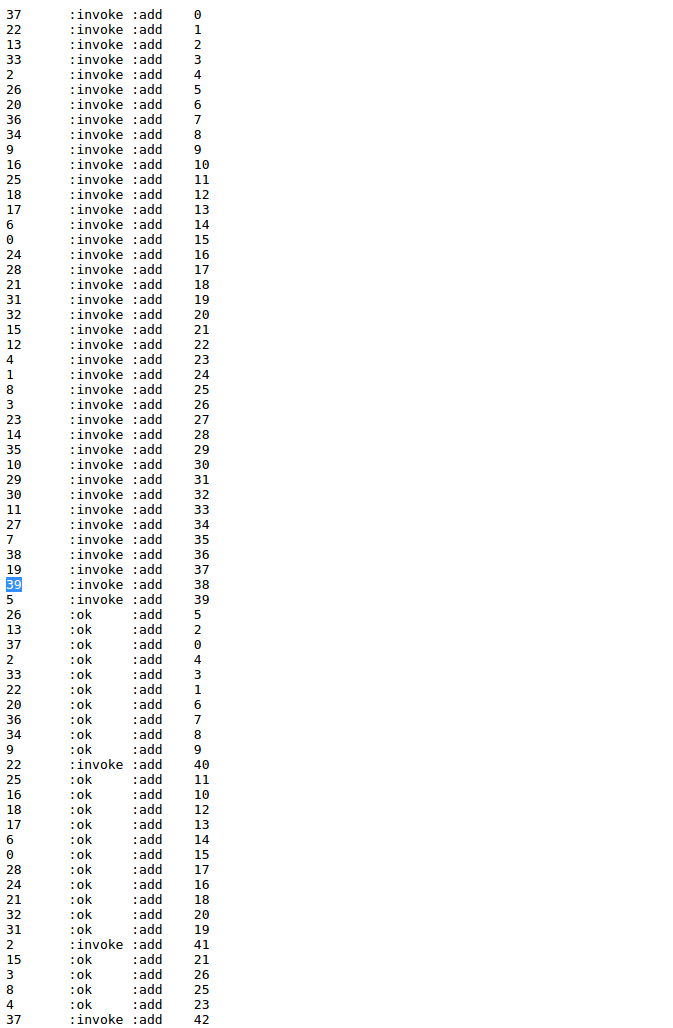 37      :invoke :add    0
22      :invoke :add    1
13      :invoke :add    2
33      :invoke :add    3
2       :invoke :add    4
26      :invoke :add    5
20      :invoke :add    6
36      :invoke :add    7
34      :invoke :add    8
9       :invoke :add    9
16      :invoke :add    10
25      :invoke :add    11
18      :invoke :add    12
17      :invoke :add    13
6       :invoke :add    14
0       :invoke :add    15
24      :invoke :add    16
28      :invoke :add    17
21      :invoke :add    18
31      :invoke :add    19
32      :invoke :add    20
15      :invoke :add    21
12      :invoke :add    22
4       :invoke :add    23
1       :invoke :add    24
8       :invoke :add    25
3       :invoke :add    26
23      :invoke :add    27
14      :invoke :add    28
35      :invoke :add    29
10      :invoke :add    30
29      :invoke :add    31
30      :invoke :add    32
11      :invoke :add    33
27      :invoke :add    34
7       :invoke :add    35
38      :invoke :add    36
19      :invoke :add    37
39      :invoke :add    38
5       :invoke :add    39
26      :ok     :add    5
13      :ok     :add    2
37      :ok     :add    0
2       :ok     :add    4
33      :ok     :add    3
22      :ok     :add    1
20      :ok     :add    6
36      :ok     :add    7
34      :ok     :add    8
9       :ok     :add    9
22      :invoke :add    40
25      :ok     :add    11
16      :ok     :add    10
18      :ok     :add    12
17      :ok     :add    13
6       :ok     :add    14
0       :ok     :add    15
28      :ok     :add    17
24      :ok     :add    16
21      :ok     :add    18
32      :ok     :add    20
31      :ok     :add    19
2       :invoke :add    41
15      :ok     :add    21
3       :ok     :add    26
8       :ok     :add    25
4       :ok     :add    23
37      :invoke :add    42